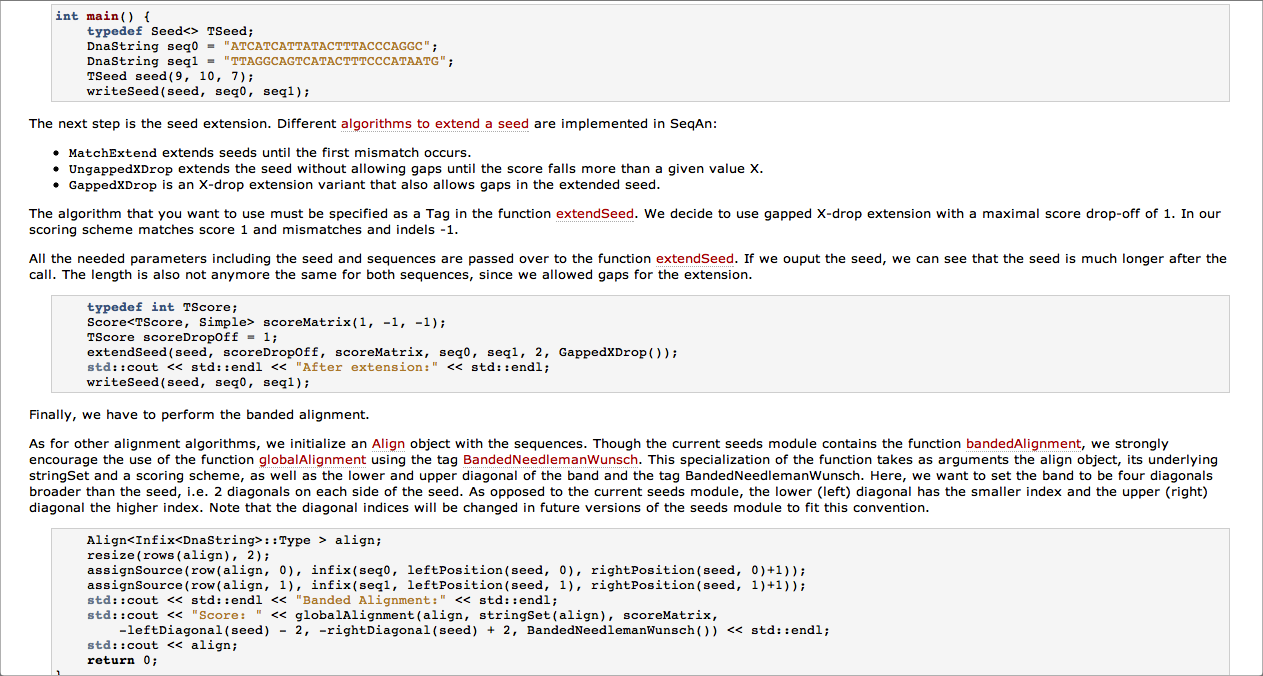 int main() {
typedef Seed<> TSeed;
DnaString seq0 = "ATCATCATTATACTTTACCCAGGC";
DnaString seq1 = "TTAGGCAGTCATACTTTCCCATAATG";
TSeed seed(9, 10, 7);
writeSeed(seed, seq0, seq1);
The next step is the seed extension. Different algorithms to extend a seed are implemented in SeqAn:
• MatchExtend extends seeds until the first mismatch occurs.
• UngappedXDrop extends the seed without allowing gaps until the score falls more than a given value X.
• GappedXDrop is an X-drop extension variant that also allows gaps in the extended seed.
The algorithm that you want to use must be specified as a Tag in the function extendSeed. We decide to use gapped X-drop extension with a maximal score drop-off of 1. In our
scoring scheme matches score 1 and mismatches and indels -1.
All the needed parameters including the seed and sequences are passed over to the function extendSeed. If we ouput the seed, we can see that the seed is much longer after the
call. The length is also not anymore the same for both sequences, since we allowed gaps for the extension.
typedef int TScore;
Score<TScore, Simple> scoreMatrix(1, -1, -1);
TScore scoreDropOff = 1;
extendSeed(seed, scoreDropOff, scoreMatrix, seq0, seq1, 2, GappedXDrop());
std::cout << std::endl << "After extension:" << std::endl;
writeSeed(seed, seq0, seq1);
Finally, we have to perform the banded alignment.
As for other alignment algorithms, we initialize an Align object with the sequences. Though the current seeds module contains the function bandedAlignment, we strongly
encourage the use of the function globalAlignment using the tag BandedNeedlemanWunsch. This specialization of the function takes as arguments the align object, its underlying
stringSet and a scoring scheme, as well as the lower and upper diagonal of the band and the tag BandedNeedlemanWunsch. Here, we want to set the band to be four diagonals
broader than the seed, i.e. 2 diagonals on each side of the seed. As opposed to the current seeds module, the lower (left) diagonal has the smaller index and the upper (right)
diagonal the higher index. Note that the diagonal indices will be changed in future versions of the seeds module to fit this convention.
Align<Infix<DnaString>::Type > align;
resize(rows(align), 2);
assignSource(row(align, 0), infix(seq0, leftPosition(seed, 0), rightPosition(seed, 0)+1));
assignSource(row(align, 1), infix(seq1, leftPosition(seed, 1), rightPosition(seed, 1)+1));
std::cout << std::endl << "Banded Alignment:" << std::endl;
std::cout << "Score: " << globalAlignment(align, stringSet(align), scoreMatrix,
-leftDiagonal(seed) - 2, -rightDiagonal(seed) + 2, BandedNeedlemanWunsch()) << std::endl;
std::cout << align;
return 0;
}